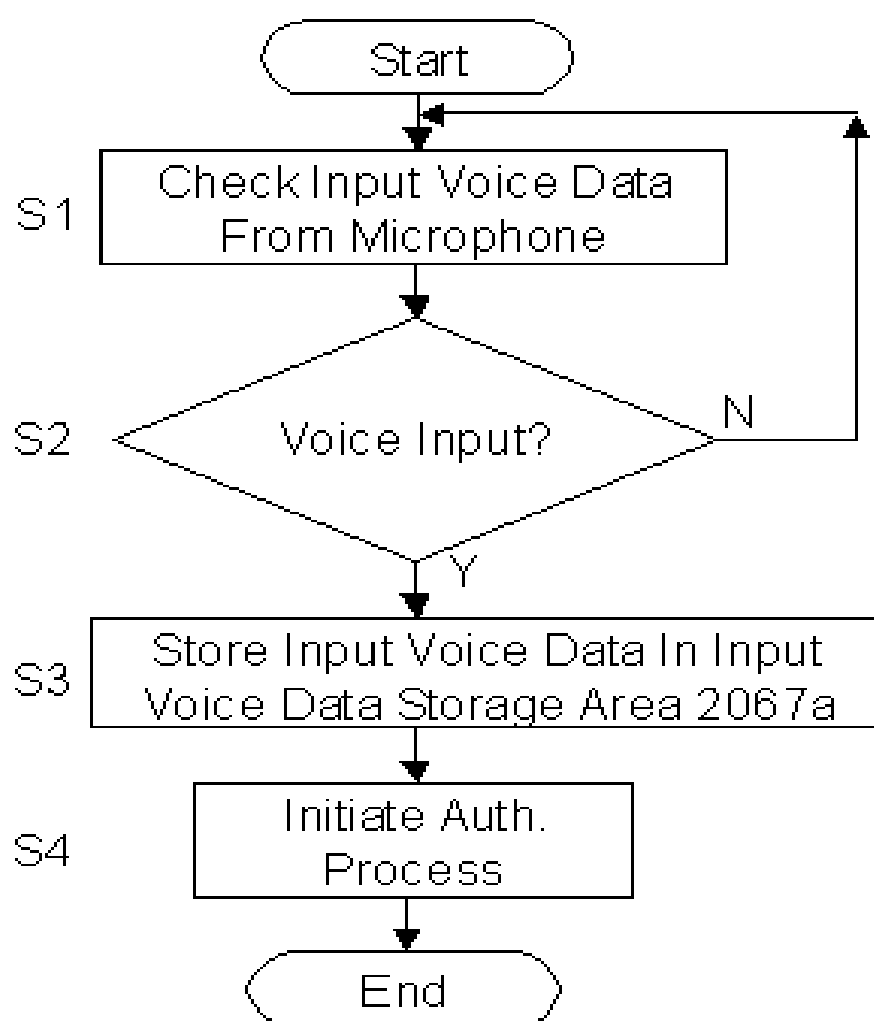 Start
S1
Check Input Voice Data
From Microphone
S2
Voice Input?
N
Y
S3
Store Input Voice Data In Input
Voice Data Storage Area 2067a
S4
Initiate Auth.
Process
End